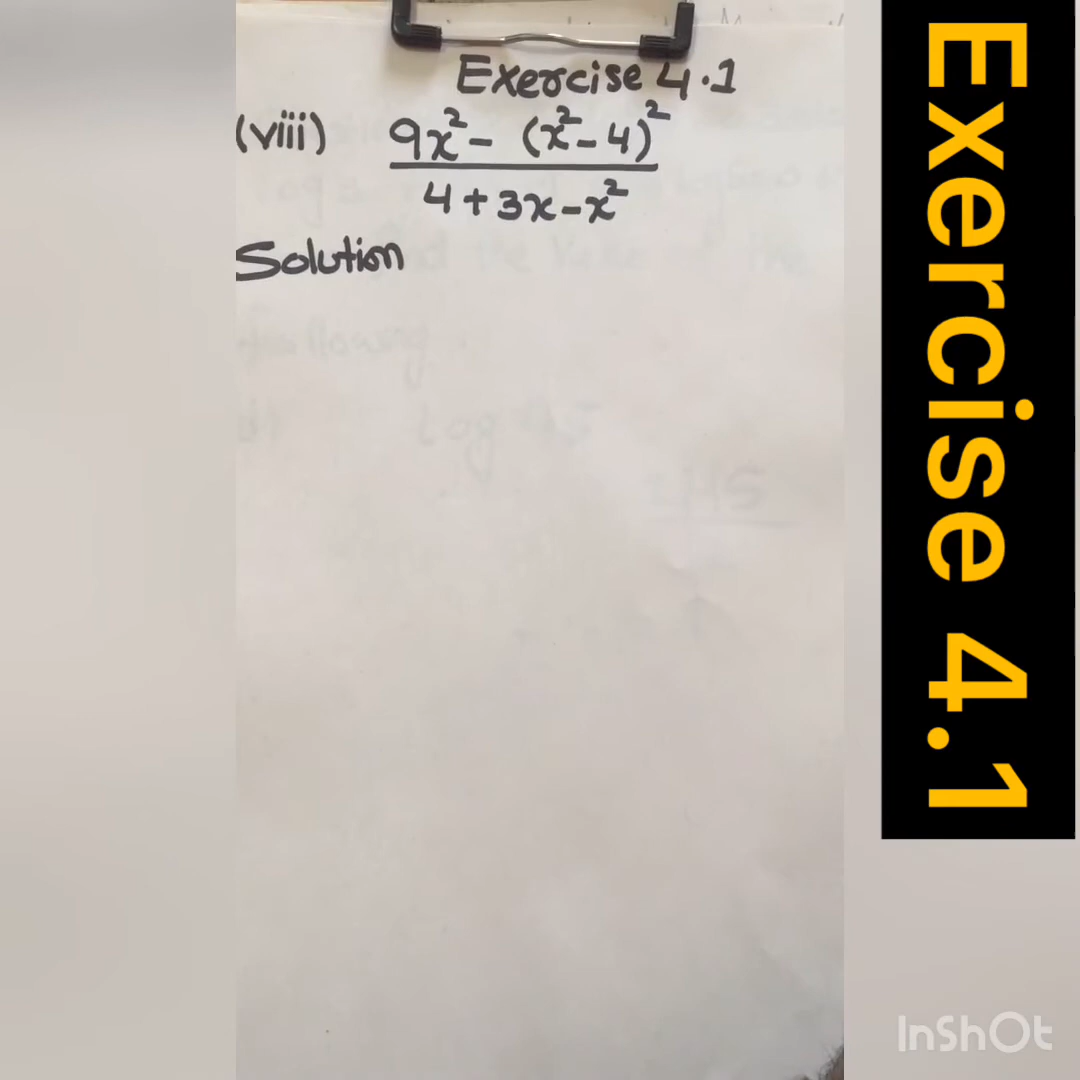 Exercise 4.1
(viii) 9x² - (x² - 4)²
4 + 3x - x²
Solution
Exercise 4.1
InShOt